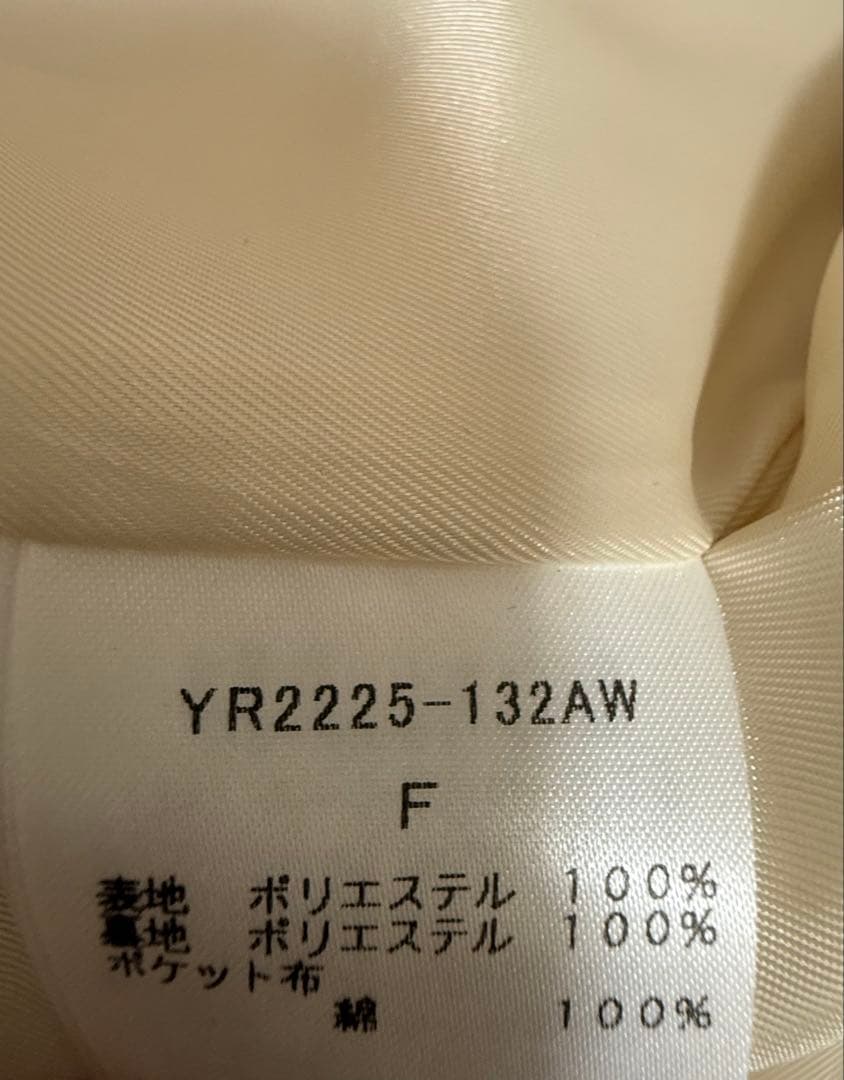 YR2225-132AW
F
表地 ポリエステル 100%
裏地 ポリエステル 100%
ポケット布
綿 100%